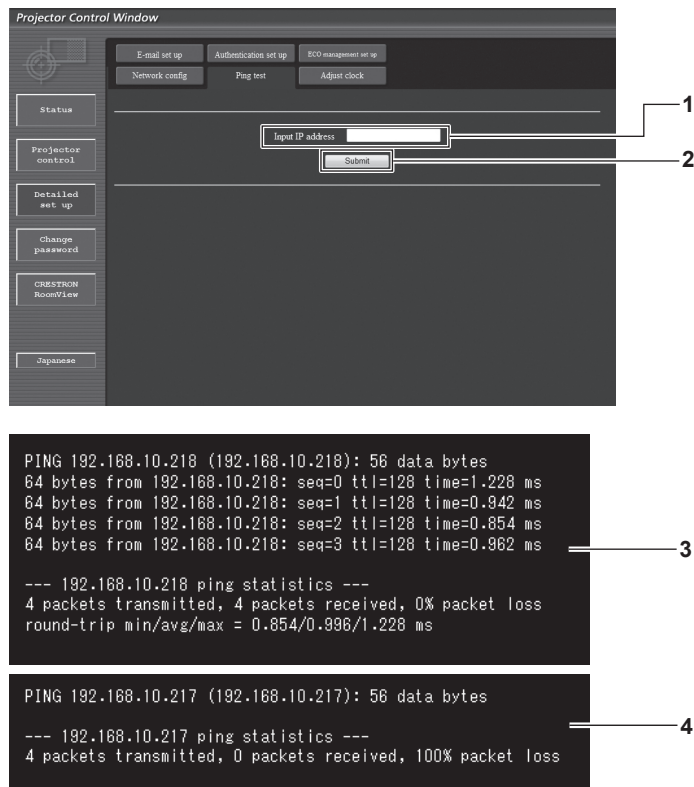 Projector Control Window
E-mail set up
Authentication set up
ECO management set up
Network config
Ping test
Adjust clock
Status
Projector
control
Detailed
set up
Change
password
CRESTRON
RoomView
Japanese
Input IP address
Submit
1
2
PING 192.168.10.218 (192.168.10.218): 56 data bytes
64 bytes from 192.168.10.218: seq=0 ttl=128 time=1.228 ms
64 bytes from 192.168.10.218: seq=1 ttl=128 time=0.942 ms
64 bytes from 192.168.10.218: seq=2 ttl=128 time=0.854 ms
64 bytes from 192.168.10.218: seq=3 ttl=128 time=0.962 ms
--- 192.168.10.218 ping statistics ---
4 packets transmitted, 4 packets received, 0% packet loss
round-trip min/avg/max = 0.854/0.996/1.228 ms
3
PING 192.168.10.217 (192.168.10.217): 56 data bytes
--- 192.168.10.217 ping statistics ---
4 packets transmitted, 0 packets received, 100% packet loss
4